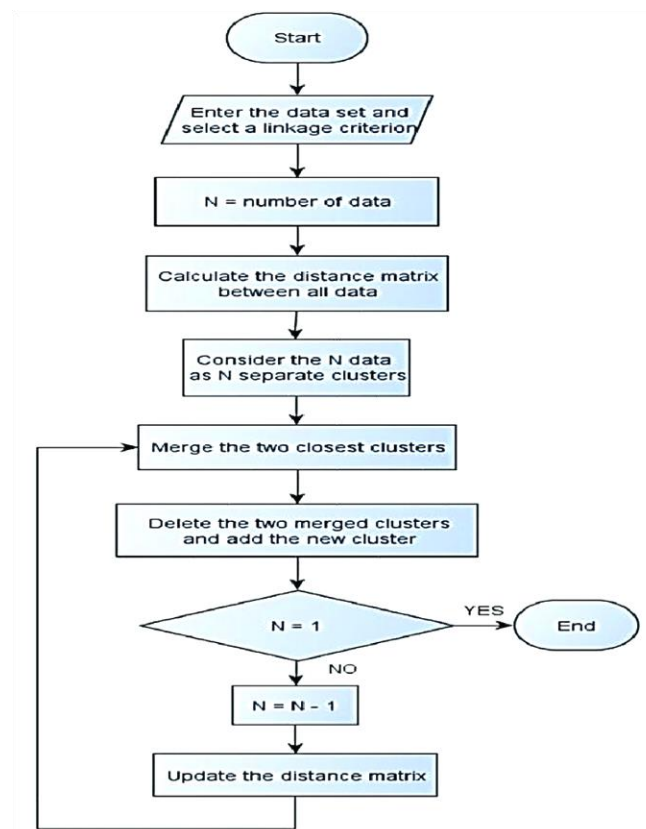 Start
Enter the data set and
select a linkage criterion
N = number of data
Calculate the distance matrix
between all data
Consider the N data
as N separate clusters
Merge the two closest clusters
Delete the two merged clusters
and add the new cluster
N = 1
YES
End
NO
N = N - 1
Update the distance matrix